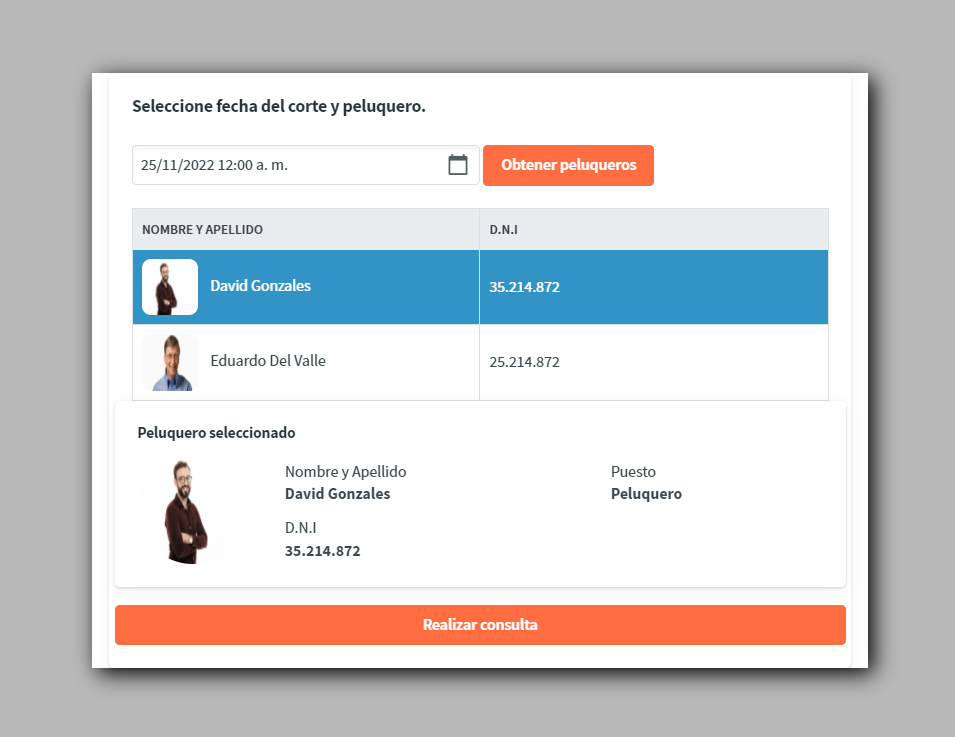 Seleccione fecha del corte y peluquero.
25/11/2022 12:00 a. m.
Obtener peluqueros
NOMBRE Y APELLIDO
D.N.I
David Gonzales
35.214.872
Eduardo Del Valle
25.214.872
Peluquero seleccionado
Nombre y Apellido
Puesto
David Gonzales
Peluquero
D.N.I
35.214.872
Realizar consulta